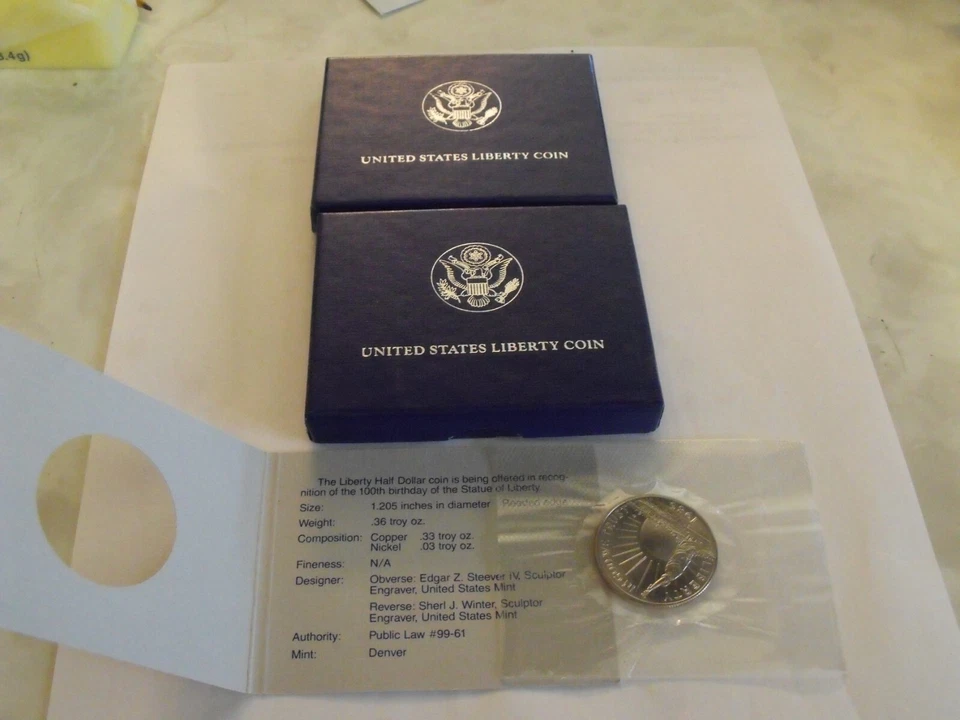 .4g)
UNITED STATES LIBERTY COIN
UNITED STATES LIBERTY COIN
The Liberty Half Dollar coin is being offered in recog-
nition of the 100th birthday of the Statue of Liberty.
Size: 1.205 inches in diameter Reeded edge
Weight: .36 troy oz.
Composition: Copper .33 troy oz.
Nickel .03 troy oz.
Fineness: N/A
Designer: Obverse: Edgar Z. Steever IV, Sculptor
Engraver, United States Mint
Reverse: Sherl J. Winter, Sculptor
Engraver, United States Mint
Authority: Public Law #99-61
Mint: Denver
LIBERTY